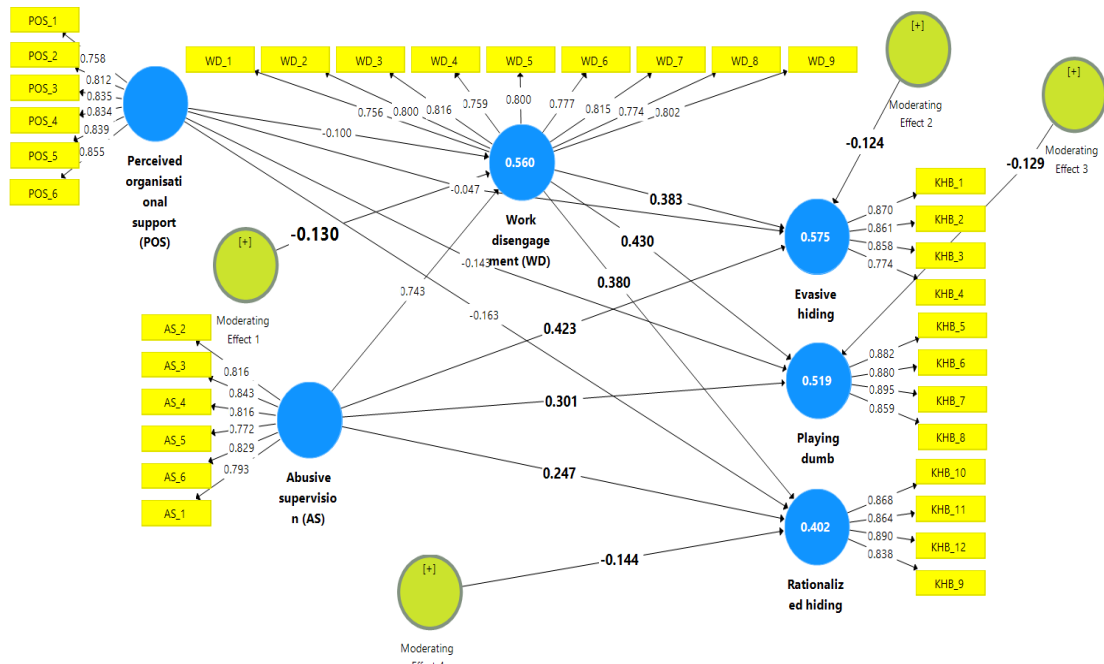 POS_1
POS_2
POS_3
POS_4
POS_5
POS_6
0.758
0.812
0.835
0.834
0.839
0.855
Perceived
organisati
onal
support
(POS)
WD_1
WD_2
WD_3
WD_4
WD_5
WD_6
WD_7
WD_8
WD_9
0.756
0.800
0.816
0.759
0.800
0.777
0.815
0.774
0.802
0.560
Work
disengage
ment (WD)
[+]
Moderating
Effect 2
[+]
Moderating
Effect 3
-0.124
-0.129
-0.100
-0.047
-0.143
-0.163
-0.130
[+]
Moderating
Effect 1
0.743
0.383
0.430
0.380
0.423
0.301
0.247
AS_2
AS_3
AS_4
AS_5
AS_6
AS_1
0.816
0.843
0.816
0.772
0.829
0.793
Abusive
supervisio
n (AS)
0.575
Evasive
hiding
0.870
0.861
0.858
0.774
KHB_1
KHB_2
KHB_3
KHB_4
0.519
Playing
dumb
0.882
0.880
0.895
0.859
KHB_5
KHB_6
KHB_7
KHB_8
0.402
Rationaliz
ed hiding
0.868
0.864
0.890
0.838
KHB_10
KHB_11
KHB_12
KHB_9
-0.144
[+]
Moderating